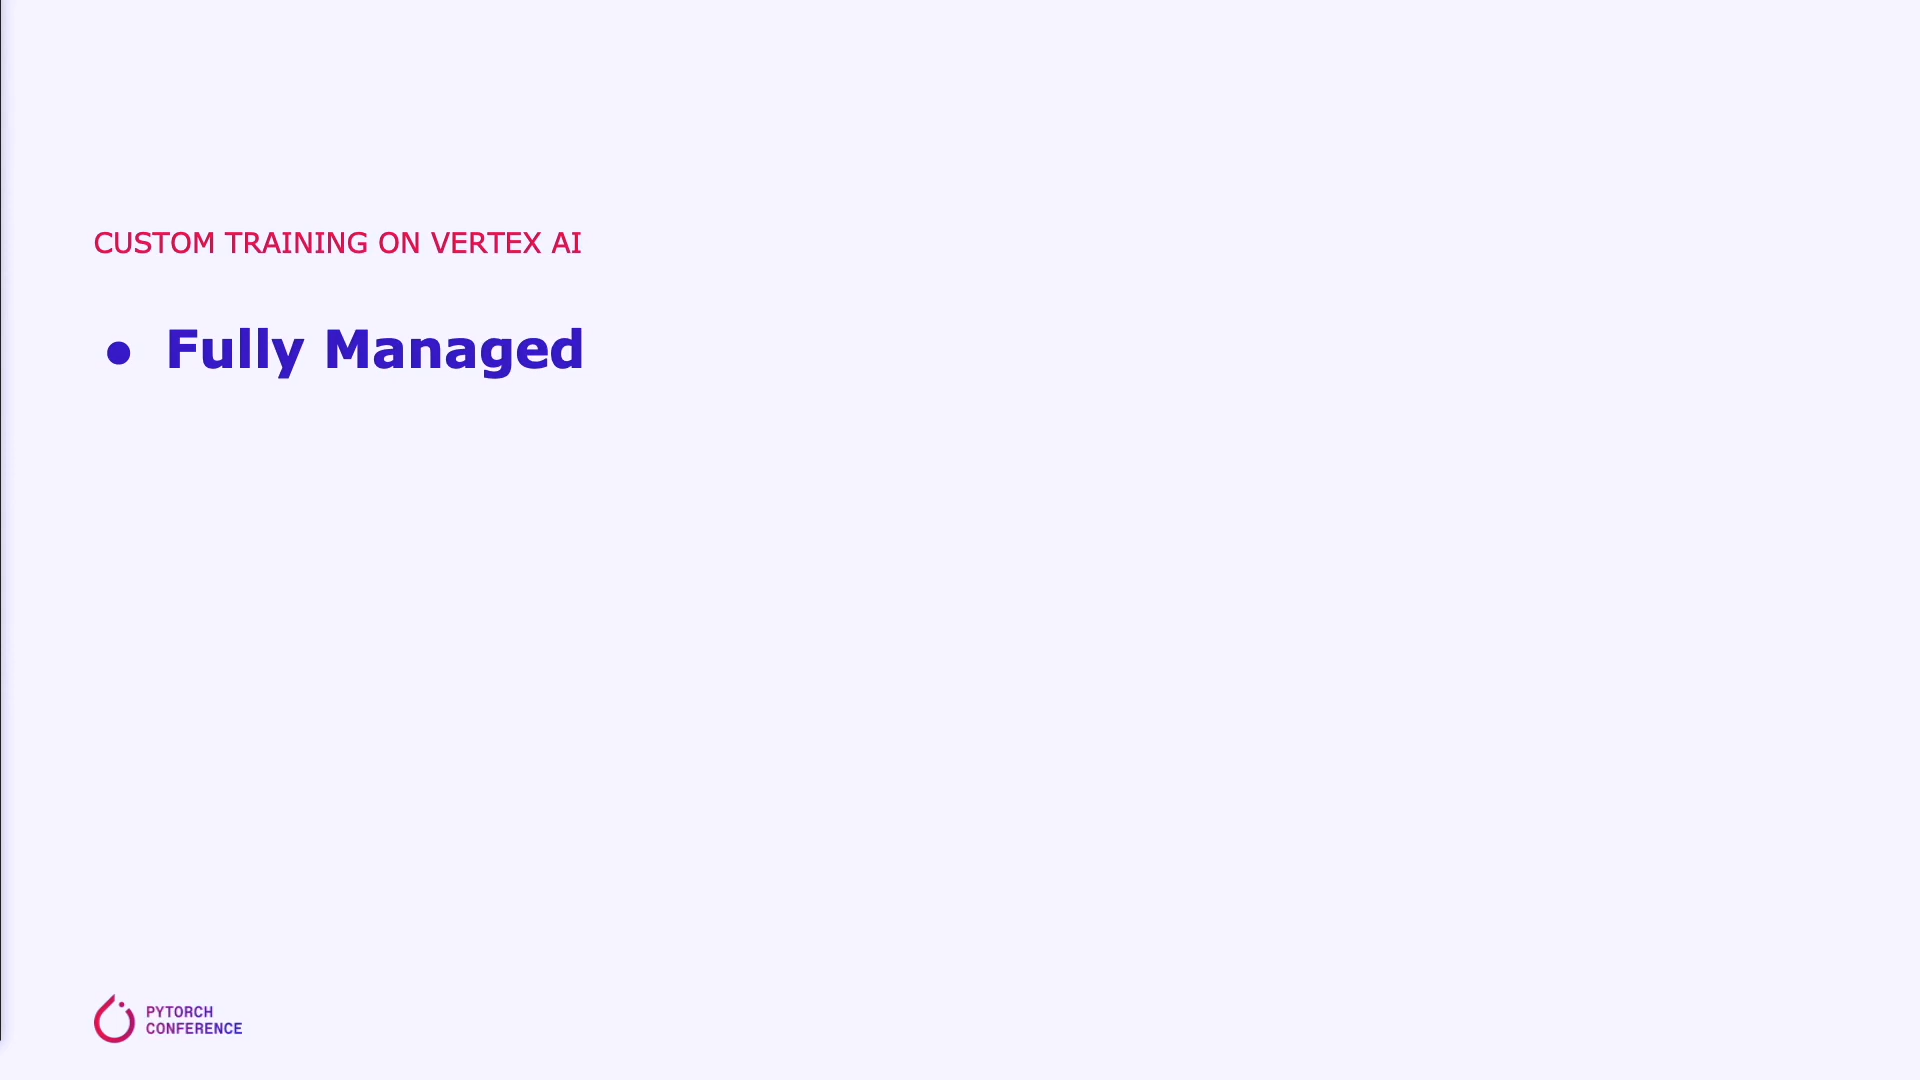 CUSTOM TRAINING ON VERTEX AI
● Fully Managed
PYTORCH
CONFERENCE